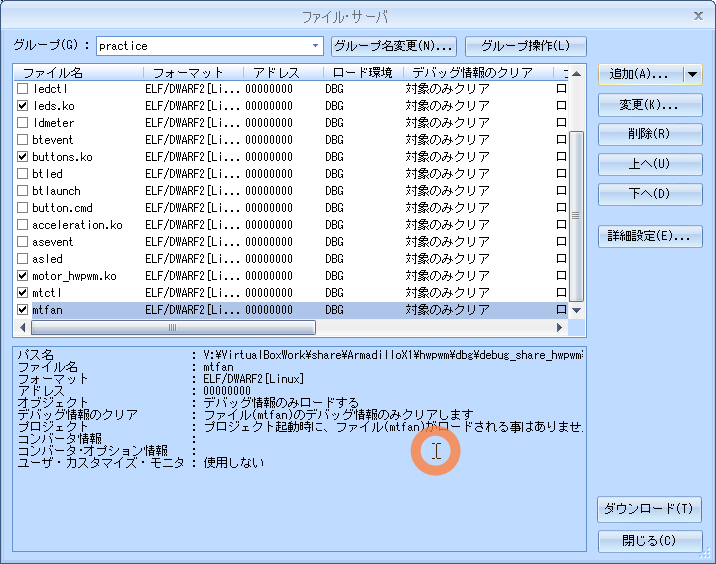 ファイル・サーバ
グループ(G) : practice グループ名変更(N)... グループ操作(L)
ファイル名 フォーマット アドレス ロード環境 デバッグ情報のクリア
ledctl ELF/DWARF2[Li... 00000000 DBG 対象のみクリア ロ
leds.ko ELF/DWARF2[Li... 00000000 DBG 対象のみクリア ロ
ldmeter ELF/DWARF2[Li... 00000000 DBG 対象のみクリア ロ
btevent ELF/DWARF2[Li... 00000000 DBG 対象のみクリア ロ
buttons.ko ELF/DWARF2[Li... 00000000 DBG 対象のみクリア ロ
btled ELF/DWARF2[Li... 00000000 DBG 対象のみクリア ロ
btlaunch ELF/DWARF2[Li... 00000000 DBG 対象のみクリア ロ
button.cmd ELF/DWARF2[Li... 00000000 DBG 対象のみクリア ロ
acceleration.ko ELF/DWARF2[Li... 00000000 DBG 対象のみクリア ロ
asevent ELF/DWARF2[Li... 00000000 DBG 対象のみクリア ロ
asled ELF/DWARF2[Li... 00000000 DBG 対象のみクリア ロ
motor_hwpwm.ko ELF/DWARF2[Li... 00000000 DBG 対象のみクリア ロ
mtctl ELF/DWARF2[Li... 00000000 DBG 対象のみクリア ロ
mtfan ELF/DWARF2[Li... 00000000 DBG 対象のみクリア ロ
追加(A)...
変更(K)...
削除(R)
上へ(U)
下へ(D)
詳細設定(E)...
パス名 : V:¥VirtualBoxWork¥share¥ArmadilloX1¥hwpwm¥dbg¥debug_share_hwpwm¥
ファイル名 : mtfan
フォーマット : ELF/DWARF2[Linux]
アドレス : 00000000
オブジェクト : デバッグ情報のみロードする
デバッグ情報のクリア : ファイル(mtfan)のデバッグ情報のみクリアします
プロジェクト : プロジェクト起動時に、ファイル(mtfan)がロードされる事はありませ.
コンバータ情報 :
コンバータ・オプション情報 :
ユーザ・カスタマイズ・モニタ : 使用しない
ダウンロード(T)
閉じる(C)